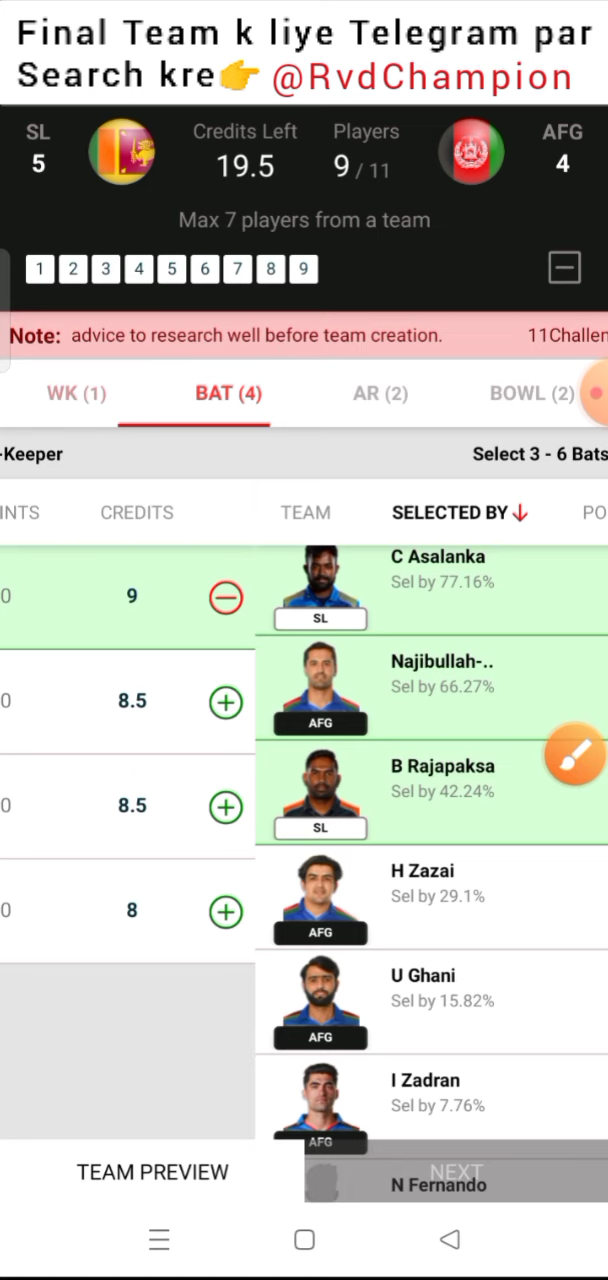 Final Team k liye Telegram par
Search kre👉 @RvdChampion
SL Credits Left Players AFG
5 19.5 9 / 11 4
Max 7 players from a team
1 2 3 4 5 6 7 8 9
Note: advice to research well before team creation. 11Challen
WK (1) BAT (4) AR (2) BOWL (2)
-Keeper Select 3 - 6 Bats
INTS CREDITS TEAM SELECTED BY PO
C Asalanka
Sel by 77.16%
0 9
SL
Najibullah-..
Sel by 66.27%
0 8.5
AFG
B Rajapaksa
Sel by 42.24%
0 8.5
SL
H Zazai
Sel by 29.1%
0 8
AFG
U Ghani
Sel by 15.82%
AFG
I Zadran
Sel by 7.76%
AFG
TEAM PREVIEW NEXT
N Fernando